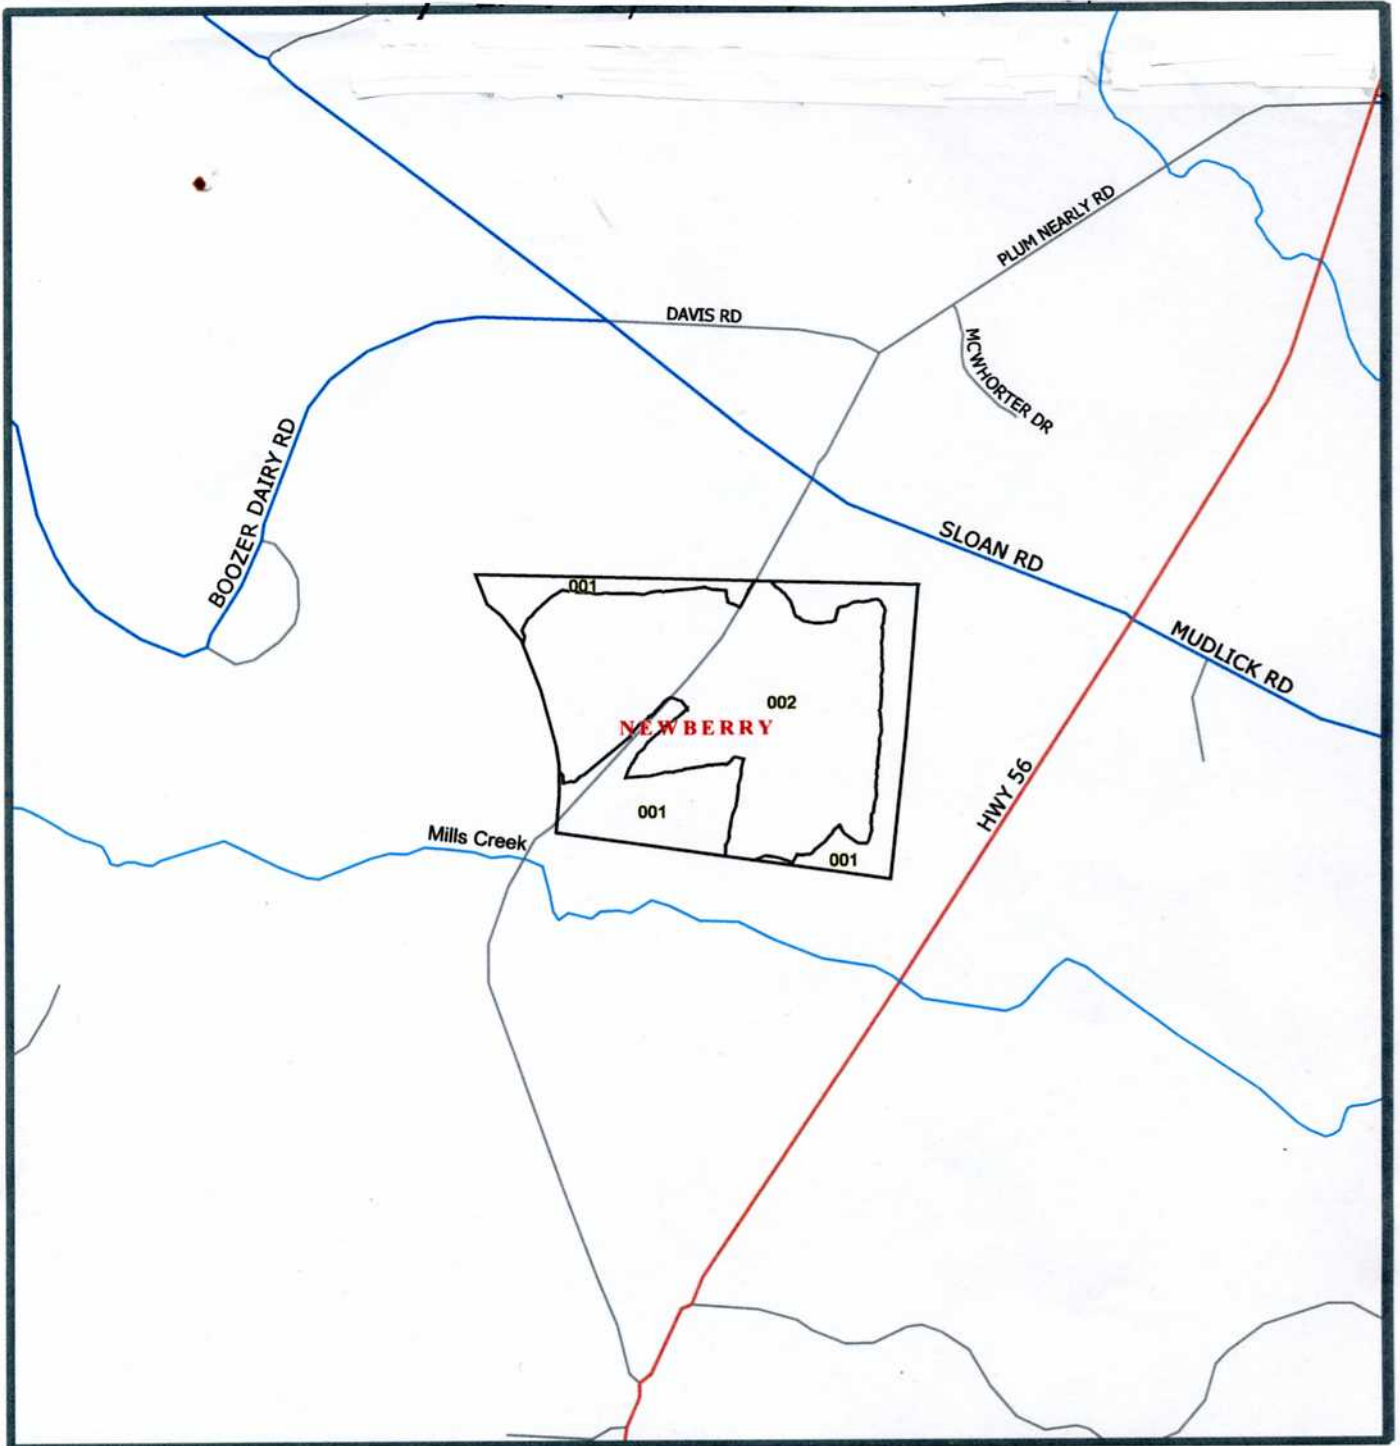 PLUM NEARLY RD
DAVIS RD
MCWHORTER DR
BOOZER DAIRY RD
SLOAN RD
001
MUDLICK RD
002
NEWBERRY
HWY 56
001
Mills Creek
001